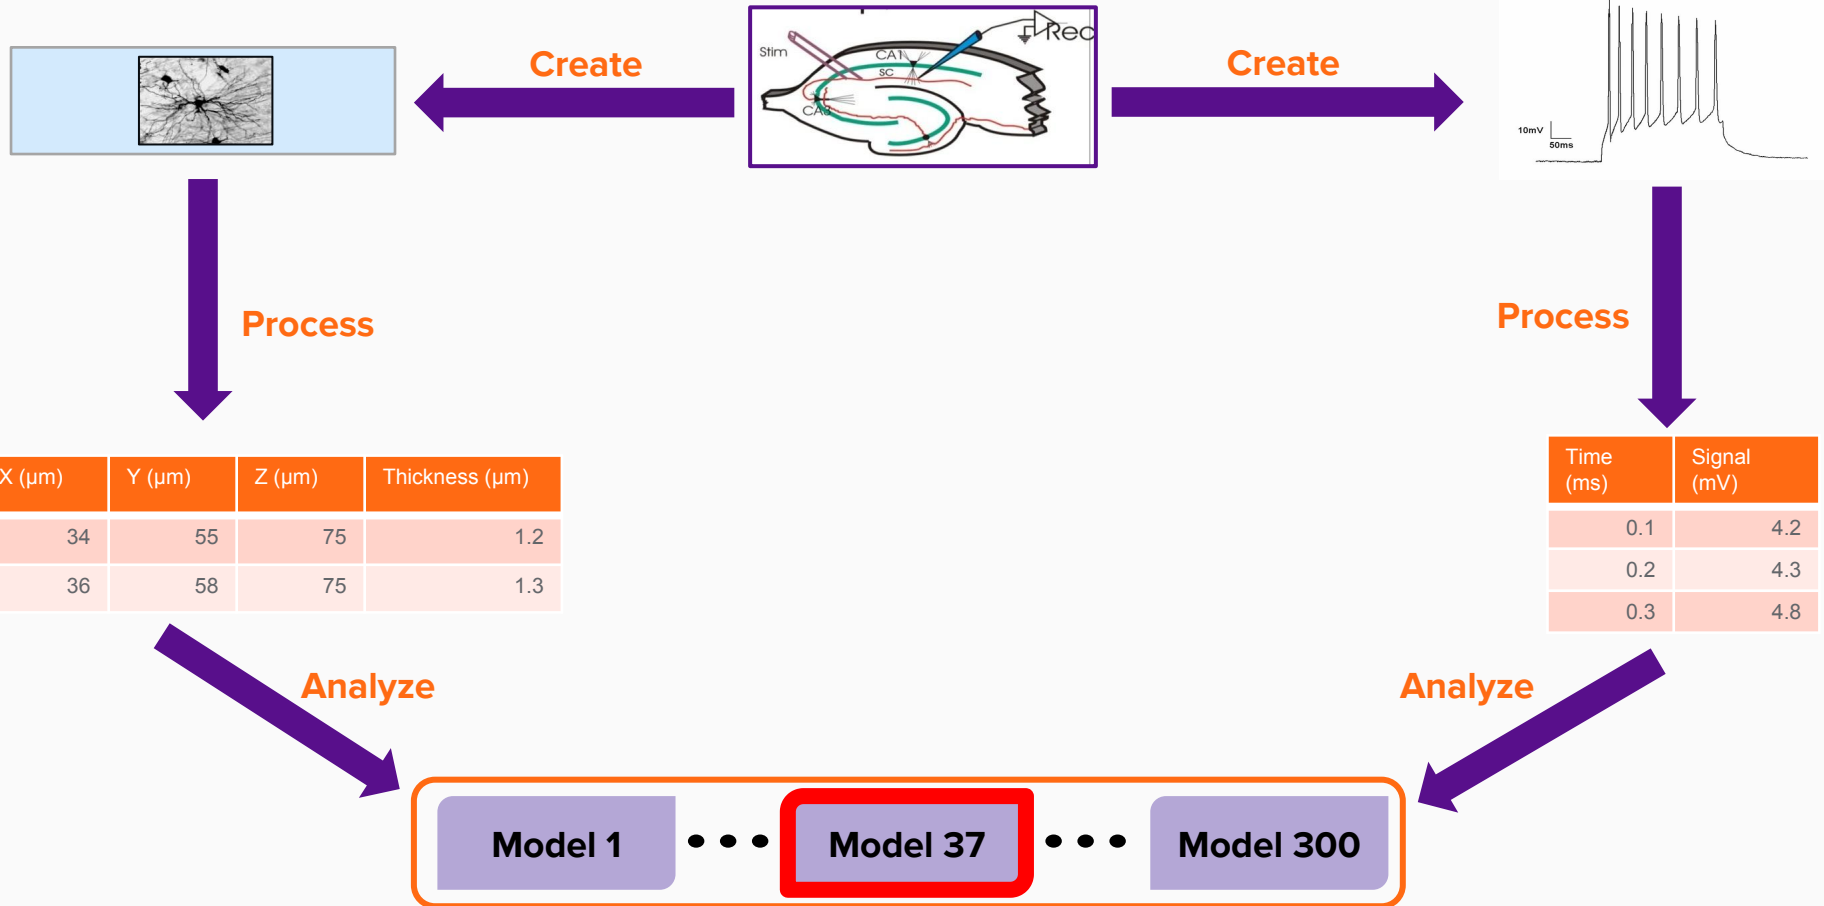 Create
Create
Stim
CA1
SC
CA3
Rec
10mV
50ms
Process
Process
X (μm) Y (μm) Z (μm) Thickness (μm)
34 55 75 1.2
36 58 75 1.3
Time (ms) Signal (mV)
0.1 4.2
0.2 4.3
0.3 4.8
Analyze
Analyze
Model 1 Model 37 Model 300